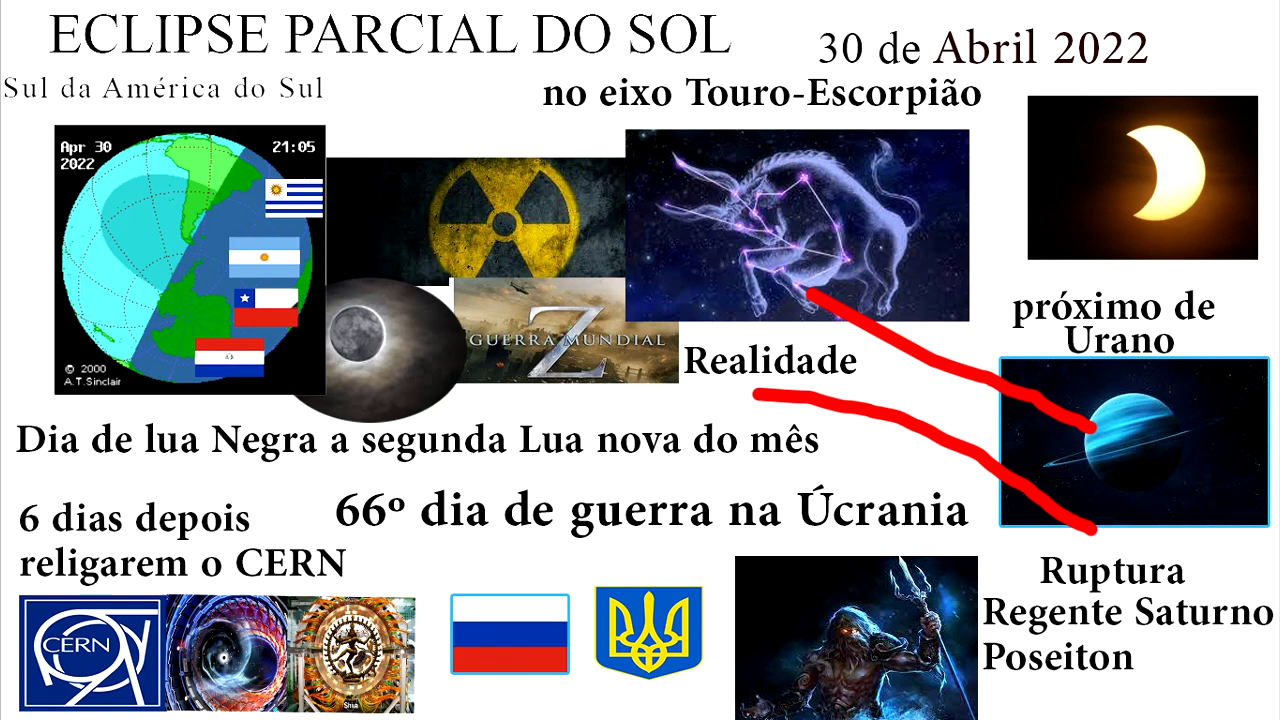 ECLIPSE PARCIAL DO SOL
30 de Abril 2022
Sul da América do Sul
no eixo Touro-Escorpião
Apr 30
2022
21:05
© 2000
A.T.Sinclair
Z
GUERRA MUNDIAL
Realidade
próximo de
Urano
Dia de lua Negra a segunda Lua nova do mês
66º dia de guerra na Úcrania
6 dias depois
religarem o CERN
CERN
Shiva
Ruptura
Regente Saturno
Poseiton